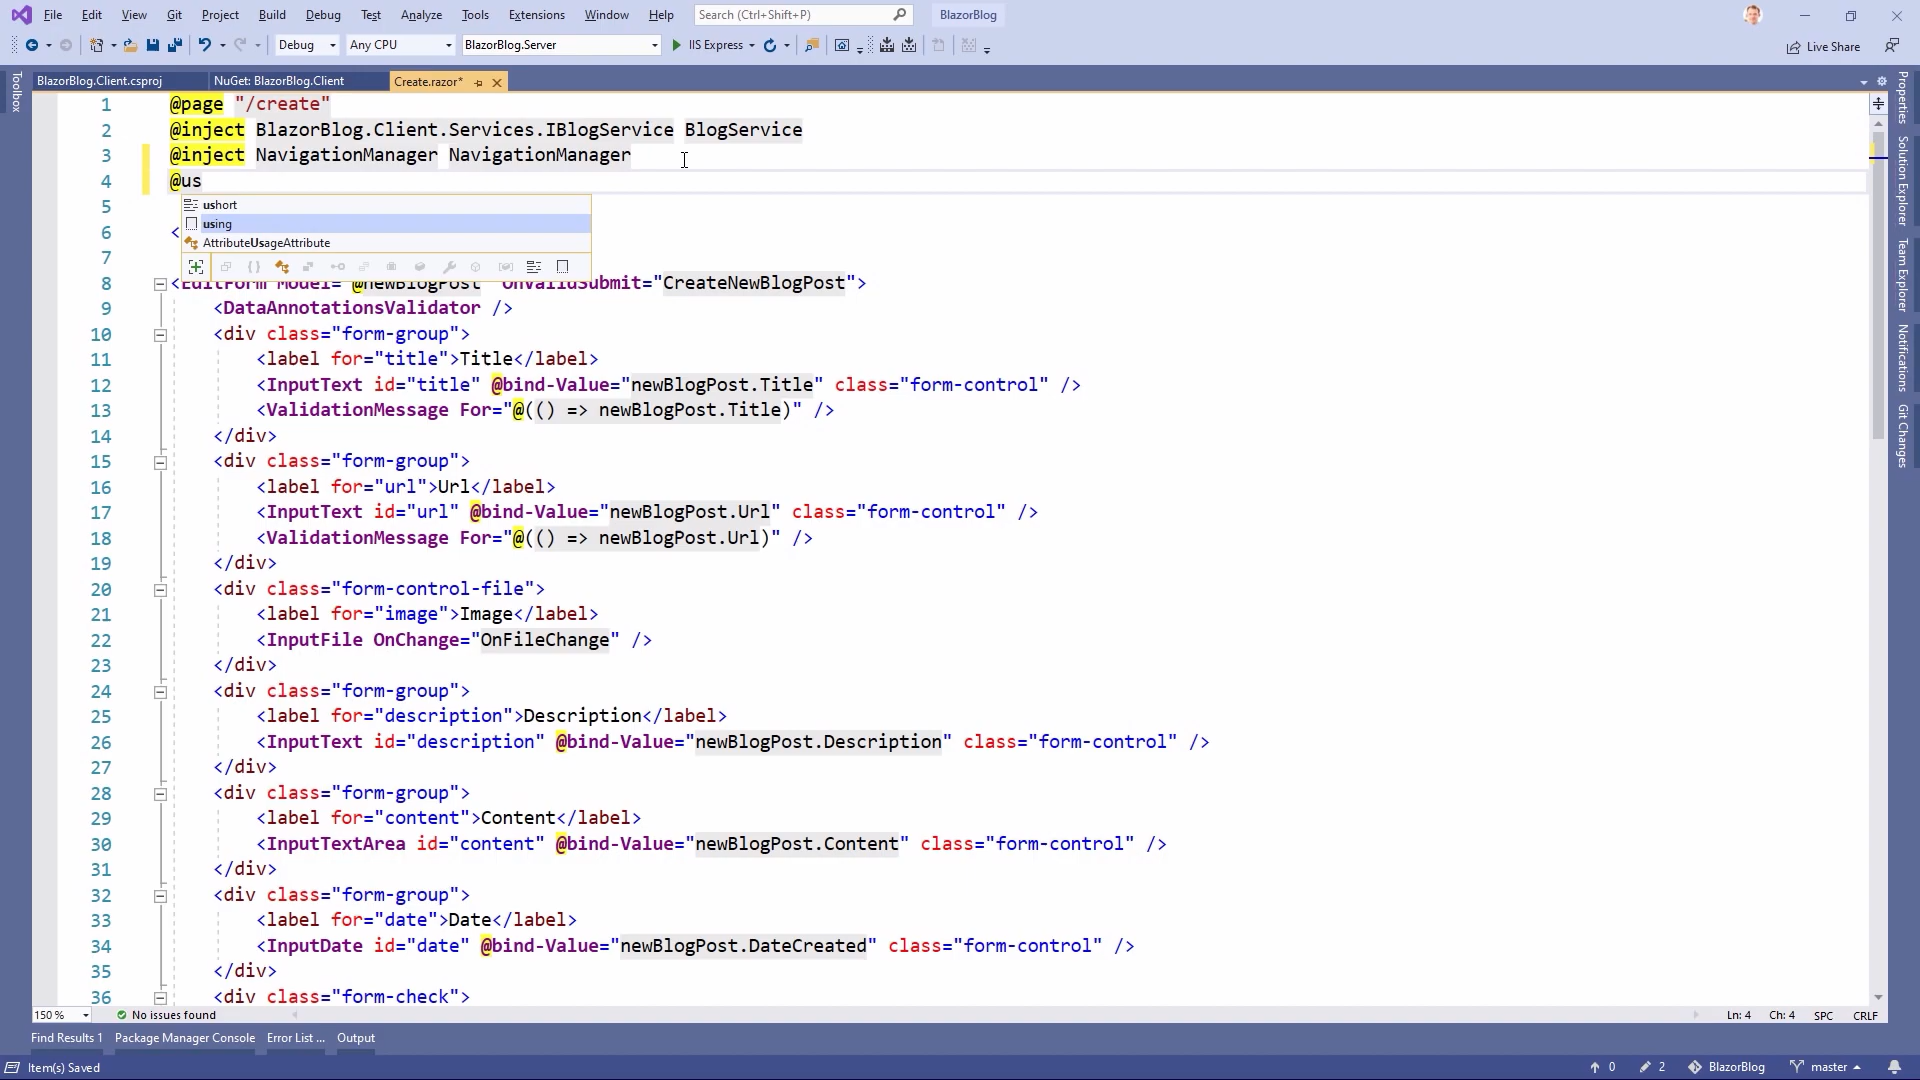 File Edit View Git Project Build Debug Test Analyze Tools Extensions Window Help Search (Ctrl+Shift+P) BlazorBlog
Debug Any CPU BlazorBlog.Server IIS Express Live Share
BlazorBlog.Client.csproj NuGet: BlazorBlog.Client Create.razor*
Toolbox
1 @page "/create"
2 @inject BlazorBlog.Client.Services.IBlogService BlogService
3 @inject NavigationManager NavigationManager
4 @us
ushort
using
AttributeUsageAttribute
5
6 <
7
8 <EditForm Model="@newBlogPost" OnValidSubmit="CreateNewBlogPost">
9 <DataAnnotationsValidator />
10 <div class="form-group">
11 <label for="title">Title</label>
12 <InputText id="title" @bind-Value="newBlogPost.Title" class="form-control" />
13 <ValidationMessage For="@(() => newBlogPost.Title)" />
14 </div>
15 <div class="form-group">
16 <label for="url">Url</label>
17 <InputText id="url" @bind-Value="newBlogPost.Url" class="form-control" />
18 <ValidationMessage For="@(() => newBlogPost.Url)" />
19 </div>
20 <div class="form-control-file">
21 <label for="image">Image</label>
22 <InputFile OnChange="OnFileChange" />
23 </div>
24 <div class="form-group">
25 <label for="description">Description</label>
26 <InputText id="description" @bind-Value="newBlogPost.Description" class="form-control" />
27 </div>
28 <div class="form-group">
29 <label for="content">Content</label>
30 <InputTextArea id="content" @bind-Value="newBlogPost.Content" class="form-control" />
31 </div>
32 <div class="form-group">
33 <label for="date">Date</label>
34 <InputDate id="date" @bind-Value="newBlogPost.DateCreated" class="form-control" />
35 </div>
36 <div class="form-check">
Properties
Solution Explorer
Team Explorer
Notifications
Git Changes
150 % No issues found Ln: 4 Ch: 4 SPC CRLF
Find Results 1 Package Manager Console Error List ... Output
Item(s) Saved 0 2 BlazorBlog master